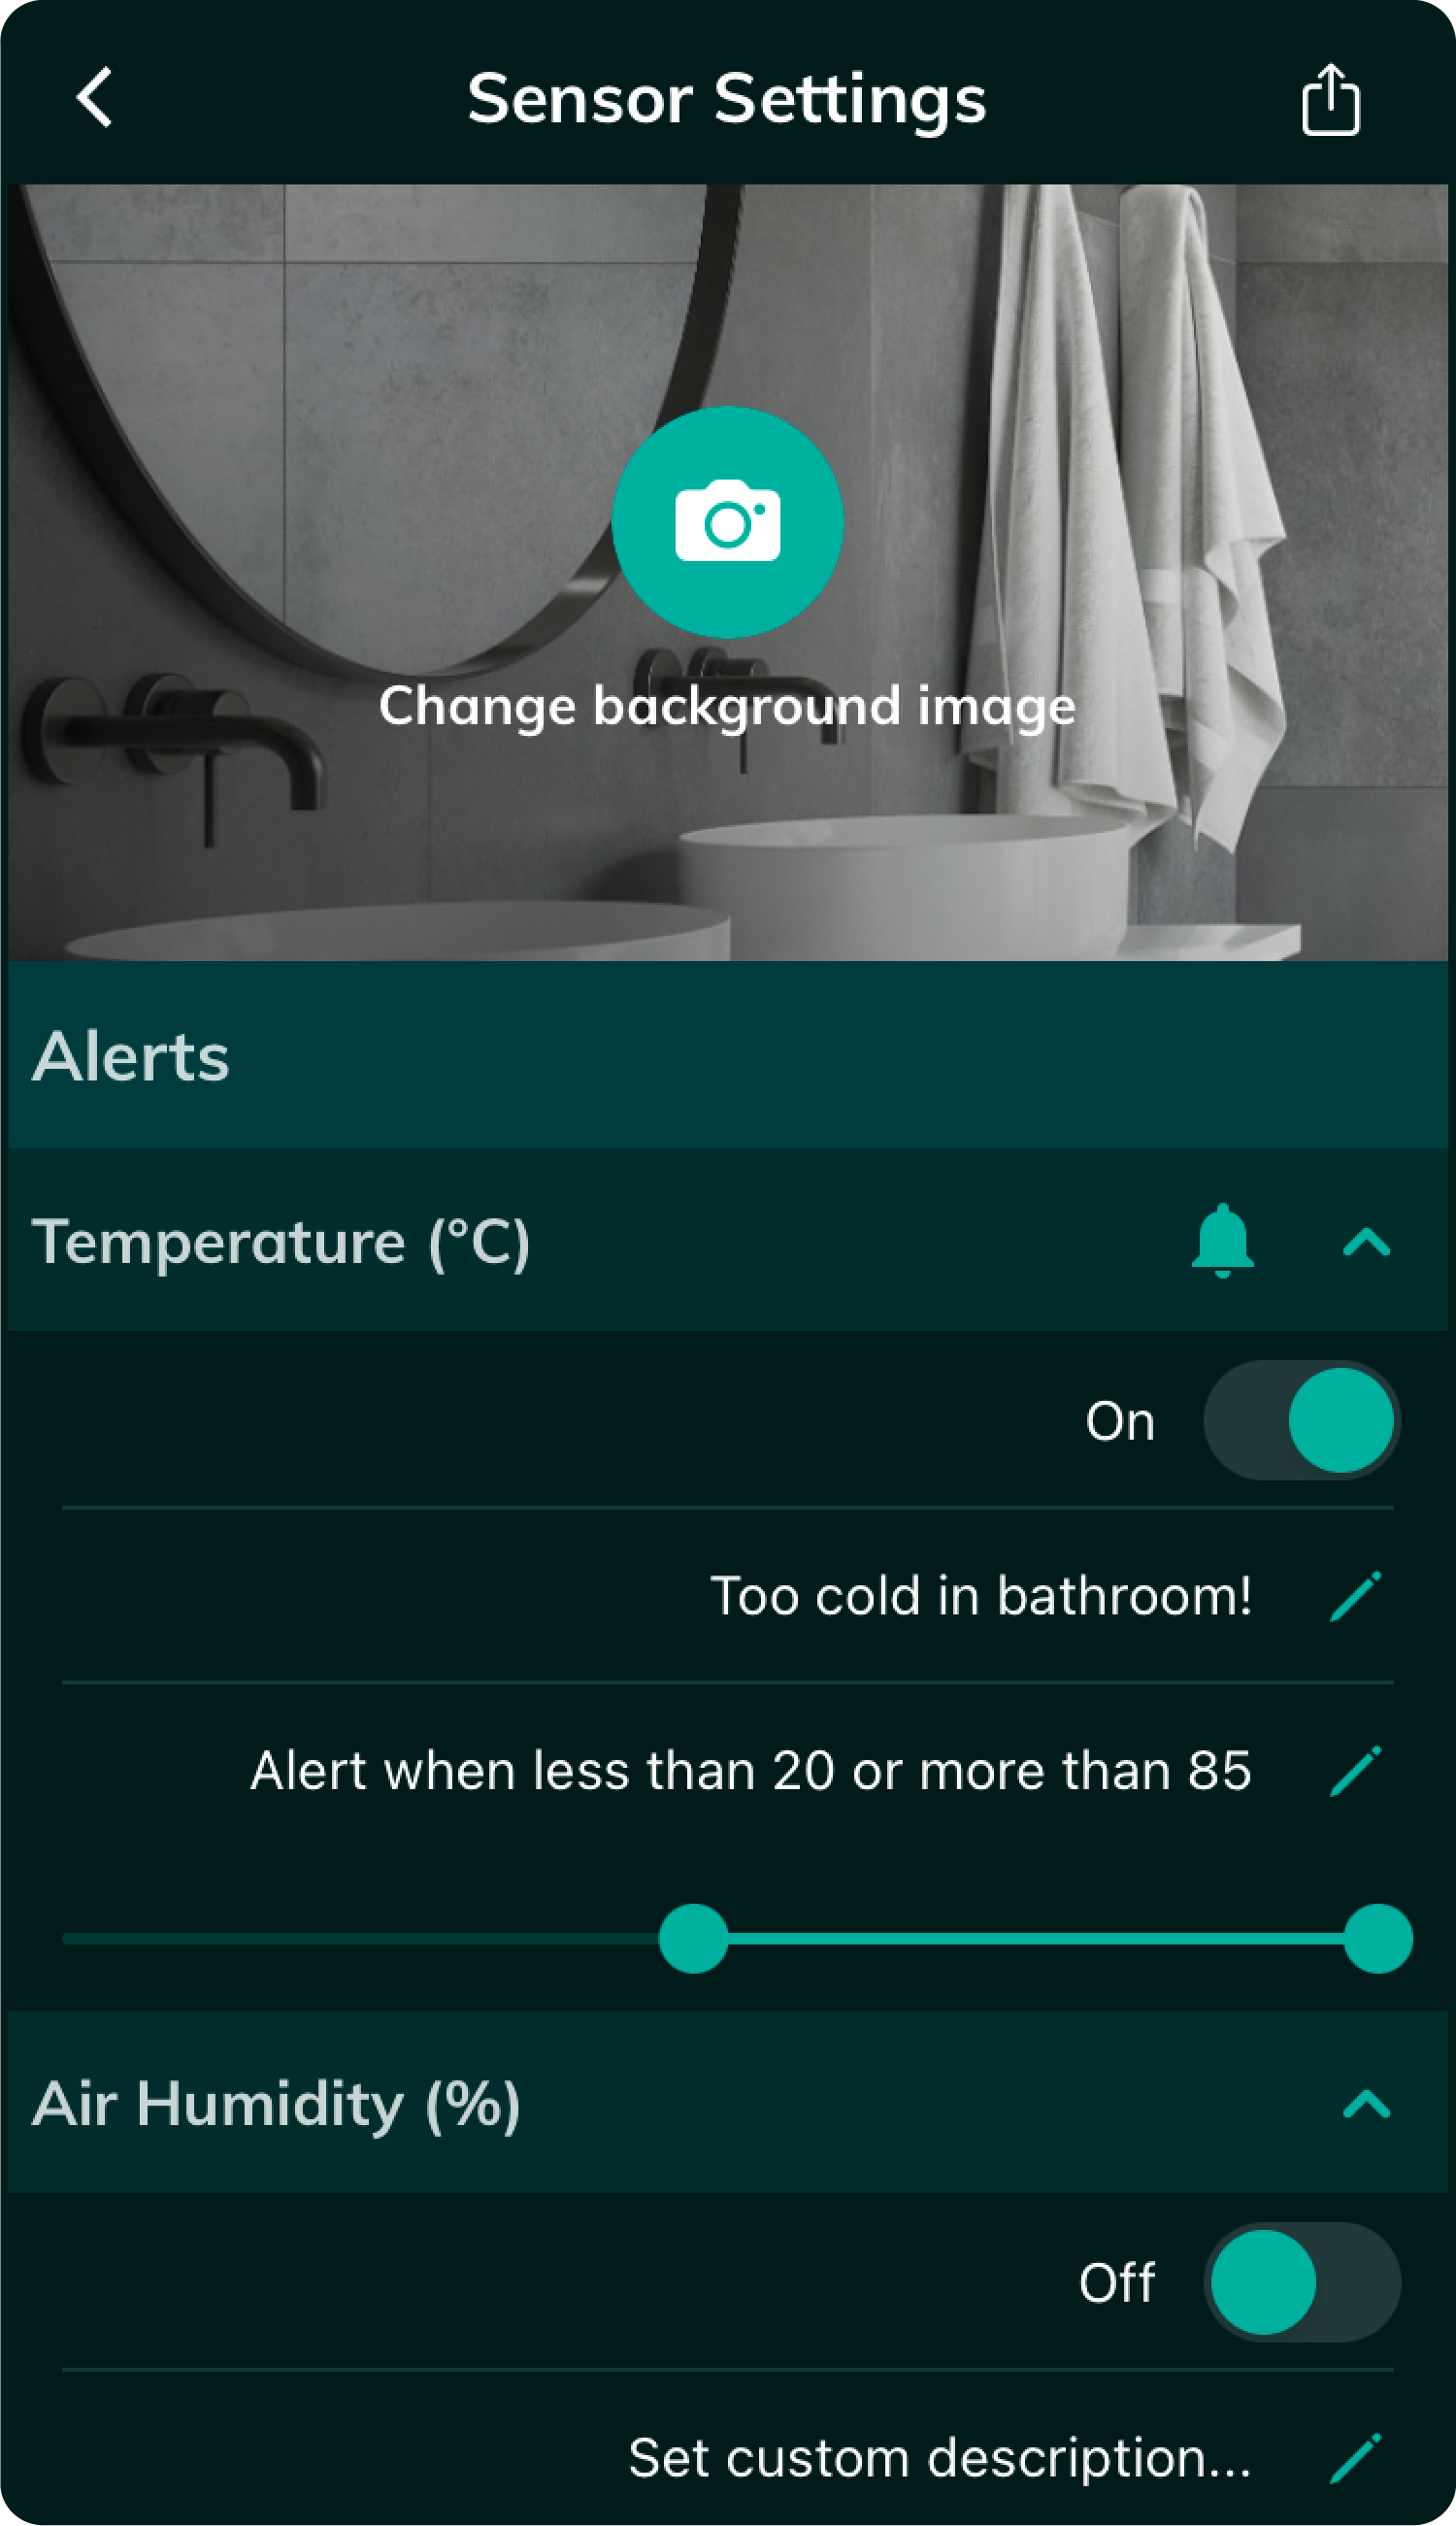 Sensor Settings
Change background image
Alerts
Temperature (°C)
On
Too cold in bathroom!
Alert when less than 20 or more than 85
Air Humidity (%)
Off
Set custom description...